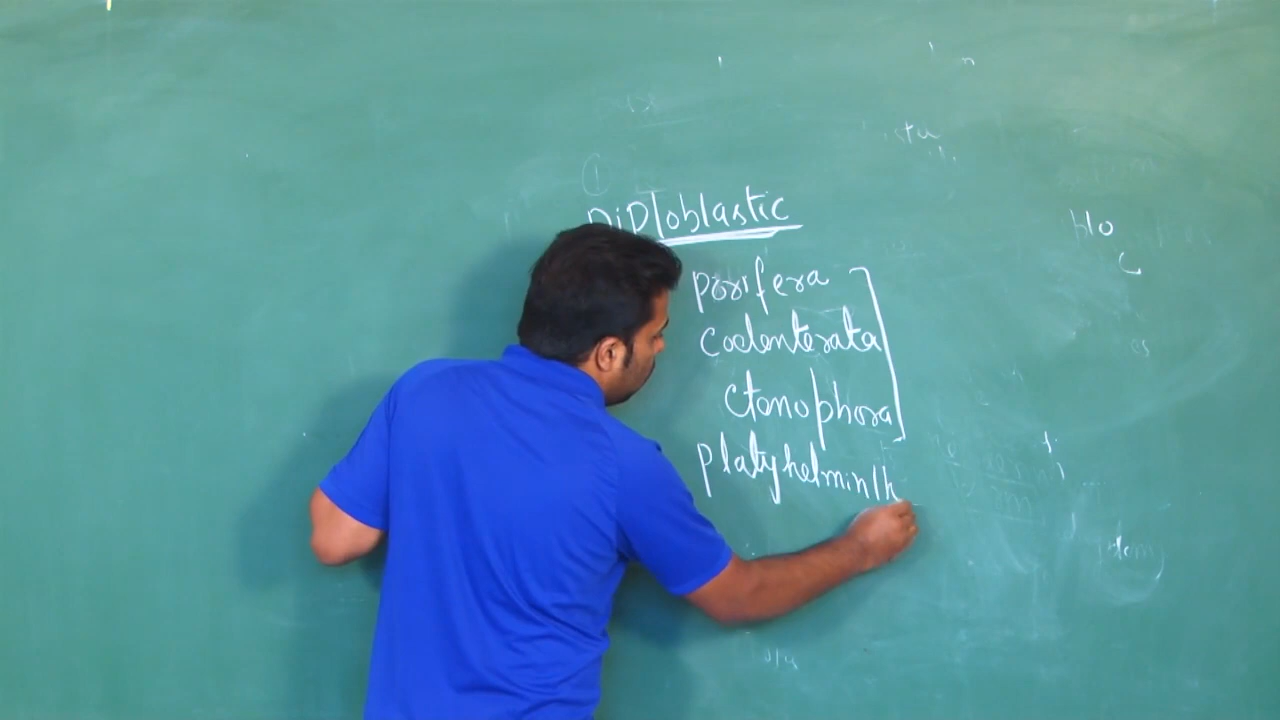 Diploblastic
porifera
Coelenterata
Ctenophora
platyhelminth